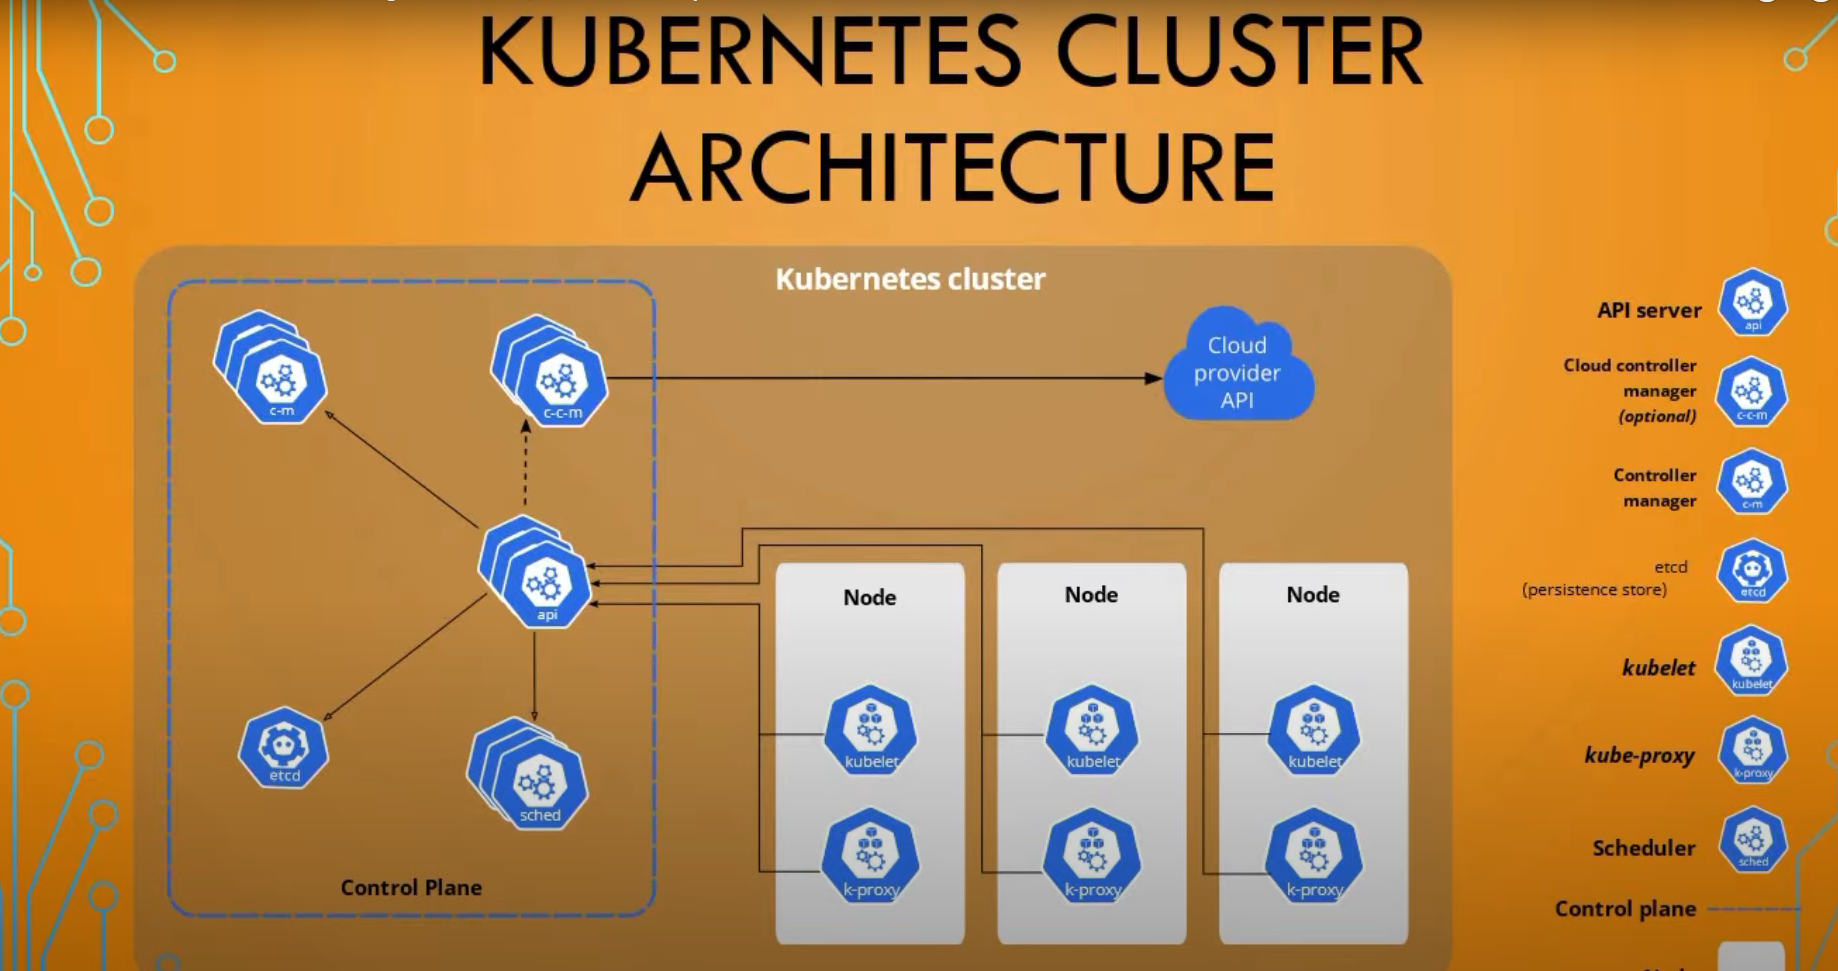 KUBERNETES CLUSTER
ARCHITECTURE
Kubernetes cluster
c-m
c-c-m
Cloud
provider
API
api
etcd
sched
Control Plane
Node
kubelet
k-proxy
Node
kubelet
k-proxy
Node
kubelet
k-proxy
API server
api
Cloud controller
manager
(optional)
c-c-m
Controller
manager
c-m
etcd
(persistence store)
etcd
kubelet
kubelet
kube-proxy
k-proxy
Scheduler
sched
Control plane